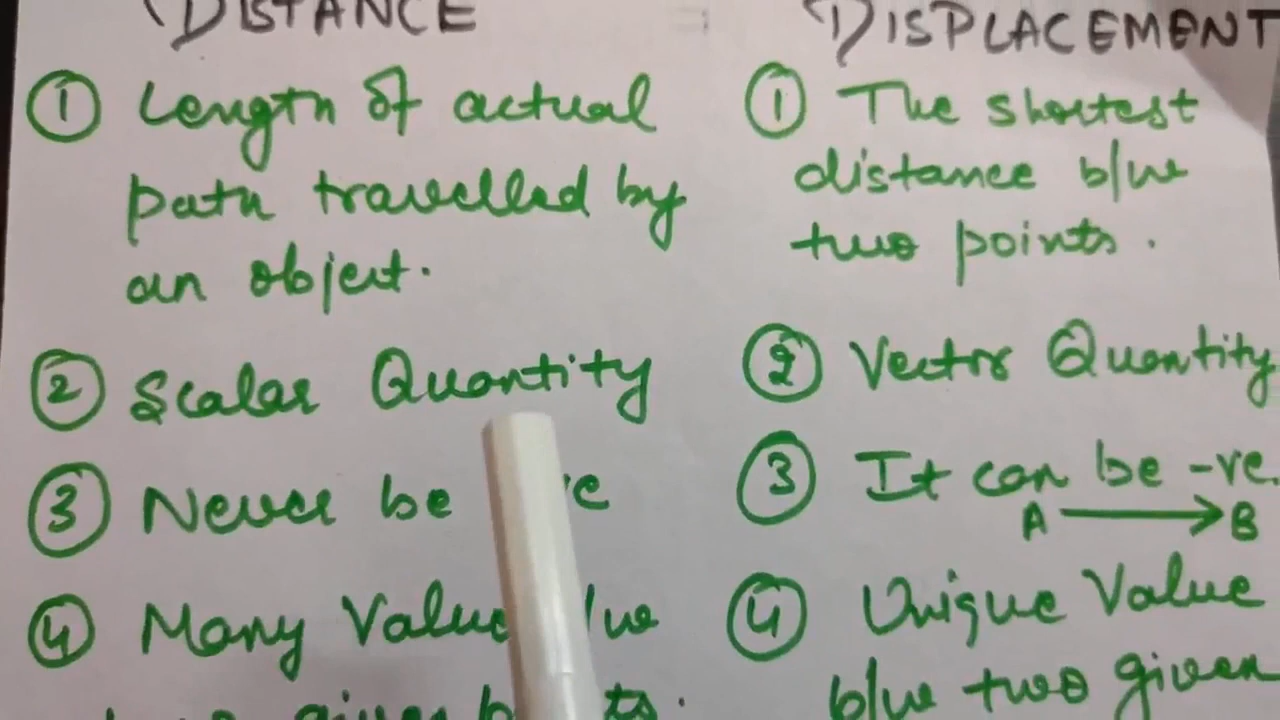 DISTANCE
DISPLACEMENT
① Length of actual
path travelled by
an object.
② Scalar Quantity
③ Never be
④ Many Value
① The shortest
distance b/w
two points.
② Vector Quantity
③ It can be -ve.
A → B
④ Unique Value
b/w two given